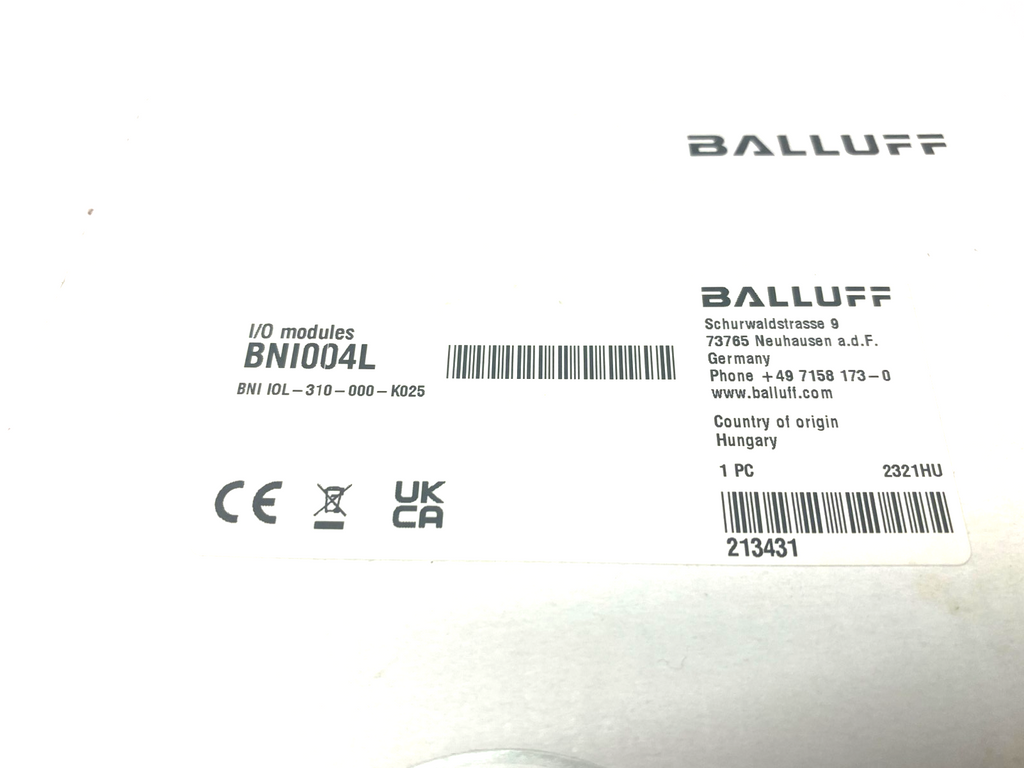 BALLUFF
BALLUFF
I/O modules
BNI004L
BNI IOL-310-000-K025
Schurwaldstrasse 9
73765 Neuhausen a.d.F.
Germany
Phone +49 7158 173-0
www.balluff.com
Country of origin
Hungary
1 PC 2321HU
213431
CE
UK
CA